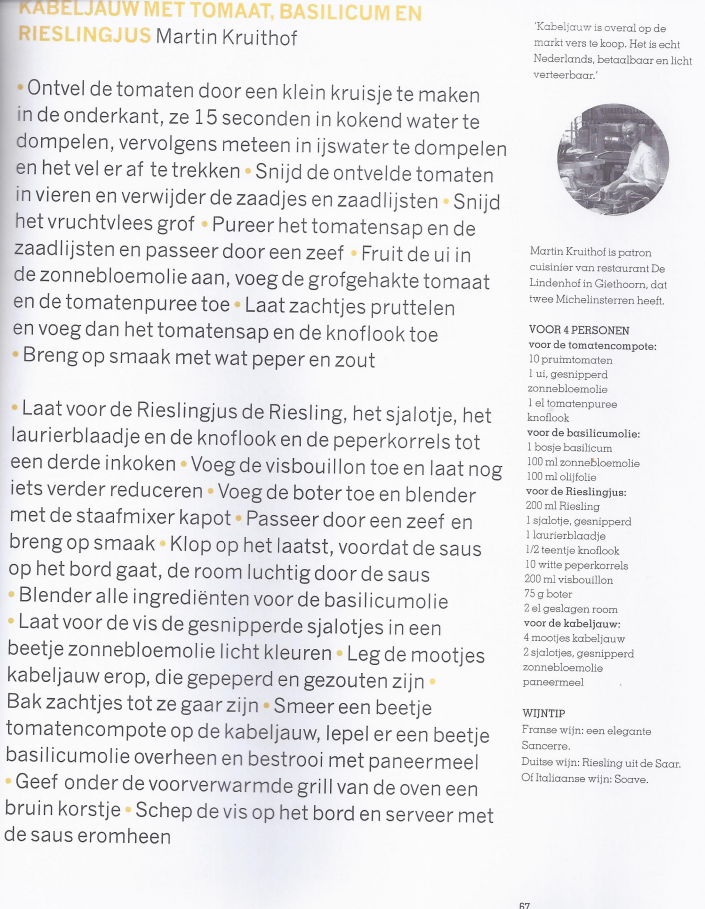 KABELJAUW MET TOMAAT, BASILICUM EN
RIESLINGJUS Martin Kruithof
• Ontvel de tomaten door een klein kruisje te maken
in de onderkant, ze 15 seconden in kokend water te
dompelen, vervolgens meteen in ijswater te dompelen
en het vel er af te trekken • Snijd de ontvelde tomaten
in vieren en verwijder de zaadjes en zaadlijsten • Snijd
het vruchtvlees grof • Pureer het tomatensap en de
zaadlijsten en passeer door een zeef • Fruit de ui in
de zonnebloemolie aan, voeg de grofgehakte tomaat
en de tomatenpuree toe • Laat zachtjes pruttelen
en voeg dan het tomatensap en de knoflook toe
• Breng op smaak met wat peper en zout
• Laat voor de Rieslingjus de Riesling, het sjalotje, het
laurierblaadje en de knoflook en de peperkorrels tot
een derde inkoken • Voeg de visbouillon toe en laat nog
iets verder reduceren • Voeg de boter toe en blender
met de staafmixer kapot • Passeer door een zeef en
breng op smaak • Klop op het laatst, voordat de saus
op het bord gaat, de room luchtig door de saus
• Blender alle ingrediënten voor de basilicumolie
• Laat voor de vis de gesnipperde sjalotjes in een
beetje zonnebloemolie licht kleuren • Leg de mootjes
kabeljauw erop, die gepeperd en gezouten zijn •
Bak zachtjes tot ze gaar zijn • Smeer een beetje
tomatencompote op de kabeljauw, lepel er een beetje
basilicumolie overheen en bestrooi met paneermeel
• Geef onder de voorverwarmde grill van de oven een
bruin korstje • Schep de vis op het bord en serveer met
de saus eromheen
'Kabeljauw is overal op de
markt vers te koop. Het is echt
Nederlands, betaalbaar en licht
verteerbaar.'
Martin Kruithof is patron
cuisinier van restaurant De
Lindenhof in Giethoorn, dat
twee Michelinsterren heeft.
VOOR 4 PERSONEN
voor de tomatencompote:
10 pruimtomaten
1 ui, gesnipperd
zonnebloemolie
1 el tomatenpuree
knoflook
voor de basilicumolie:
1 bosje basilicum
100 ml zonnebloemolie
100 ml olijfolie
voor de Rieslingjus:
200 ml Riesling
1 sjalotje, gesnipperd
1 laurierblaadje
1/2 teentje knoflook
10 witte peperkorrels
200 ml visbouillon
75 g boter
2 el geslagen room
voor de kabeljauw:
4 mootjes kabeljauw
2 sjalotjes, gesnipperd
zonnebloemolie
paneermeel
WIJNTIP
Franse wijn: een elegante
Sancerre.
Duitse wijn: Riesling uit de Saar.
Of Italiaanse wijn: Soave.
67